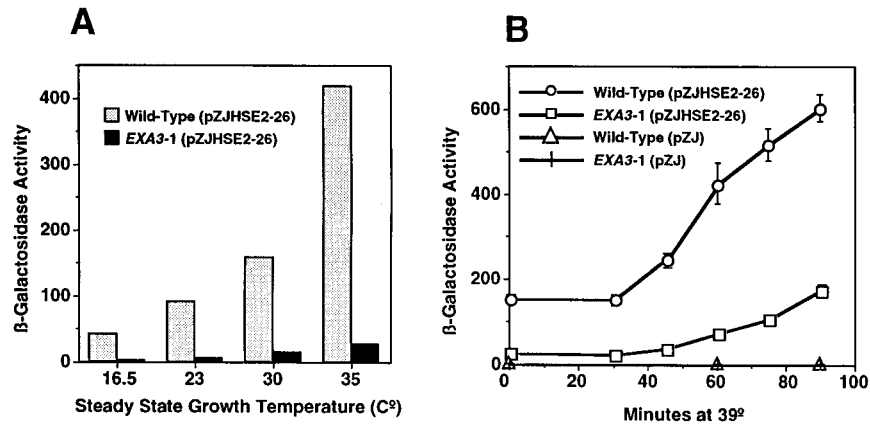 A
ß-Galactosidase Activity
400
300
200
100
0
Wild-Type (pZJHSE2-26)
EXA3-1 (pZJHSE2-26)
16.5 23 30 35
Steady State Growth Temperature (Cº)
B
ß-Galactosidase Activity
600
400
200
0
Wild-Type (pZJHSE2-26)
EXA3-1 (pZJHSE2-26)
Wild-Type (pZJ)
EXA3-1 (pZJ)
0 20 40 60 80 100
Minutes at 39º